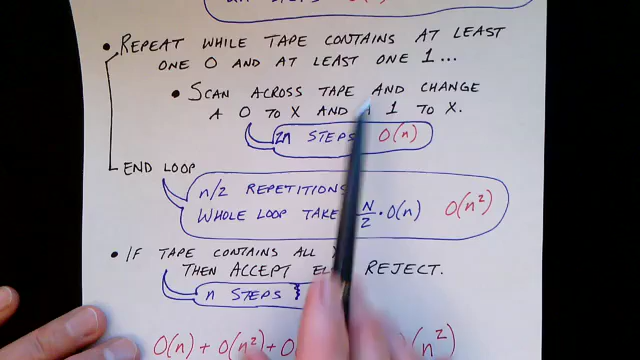 • REPEAT WHILE TAPE CONTAINS AT LEAST
ONE 0 AND AT LEAST ONE 1 ...
• SCAN ACROSS TAPE AND CHANGE
A 0 TO X AND A 1 TO X.
2n STEPS O(n)
END LOOP
n/2 REPETITIONS
WHOLE LOOP TAKE N/2 · O(n) O(n²)
• IF TAPE CONTAINS ALL
THEN ACCEPT REJECT.
n STEPS
O(n) + O(n²) + O O(n²)